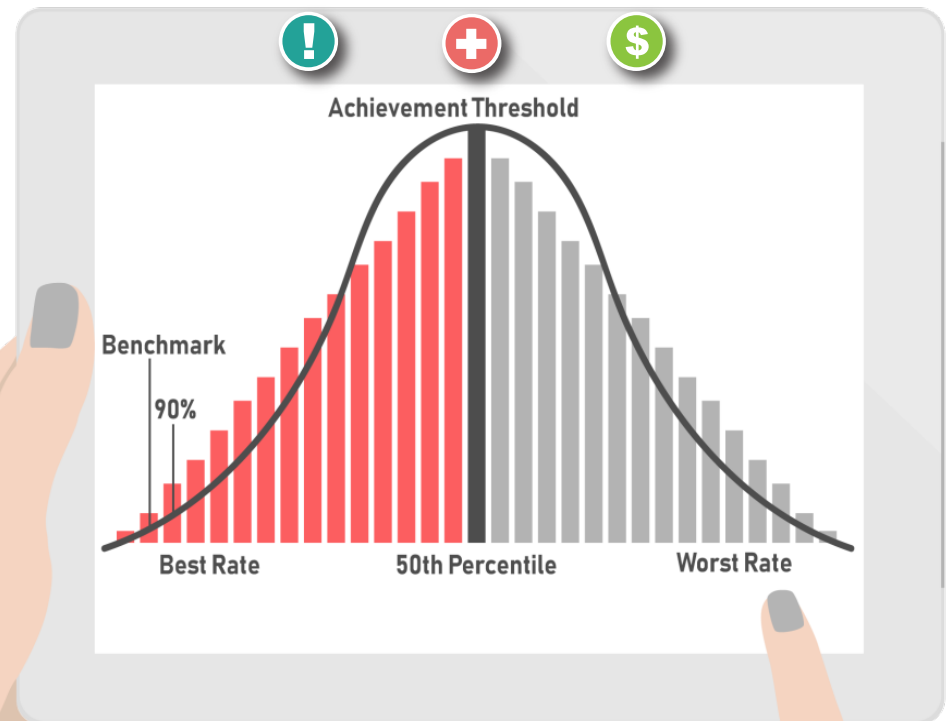 !
$
Achievement Threshold
Benchmark
90%
Best Rate
50th Percentile
Worst Rate